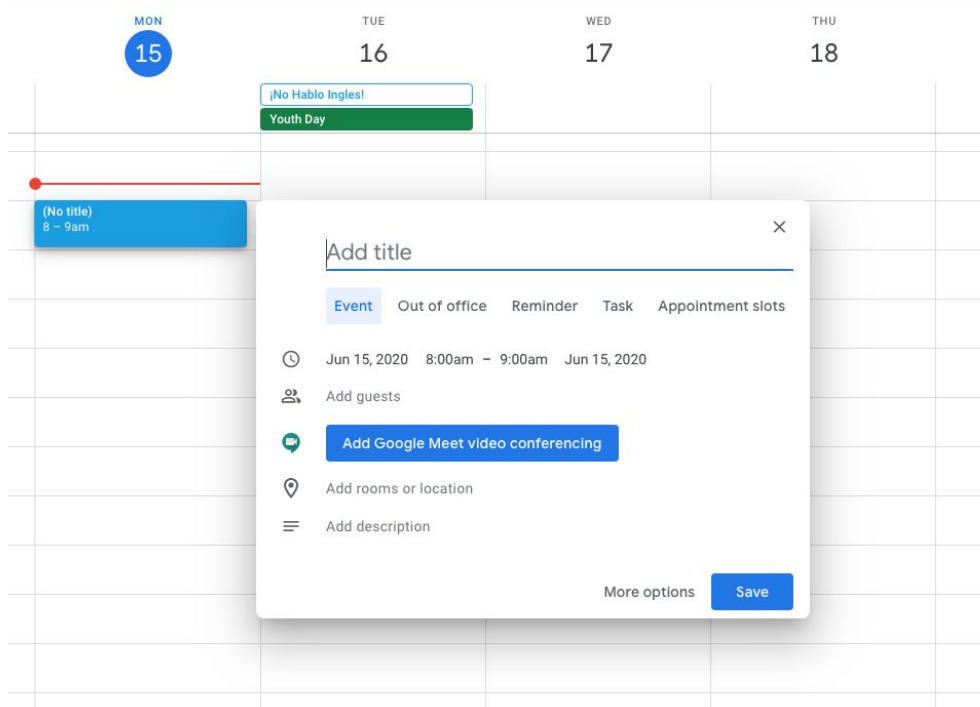 MON TUE WED THU
15 16 17 18
¡No Hablo Ingles!
Youth Day
(No title)
8 – 9am
Add title
Event Out of office Reminder Task Appointment slots
Jun 15, 2020 8:00am – 9:00am Jun 15, 2020
Add guests
Add Google Meet video conferencing
Add rooms or location
Add description
More options Save